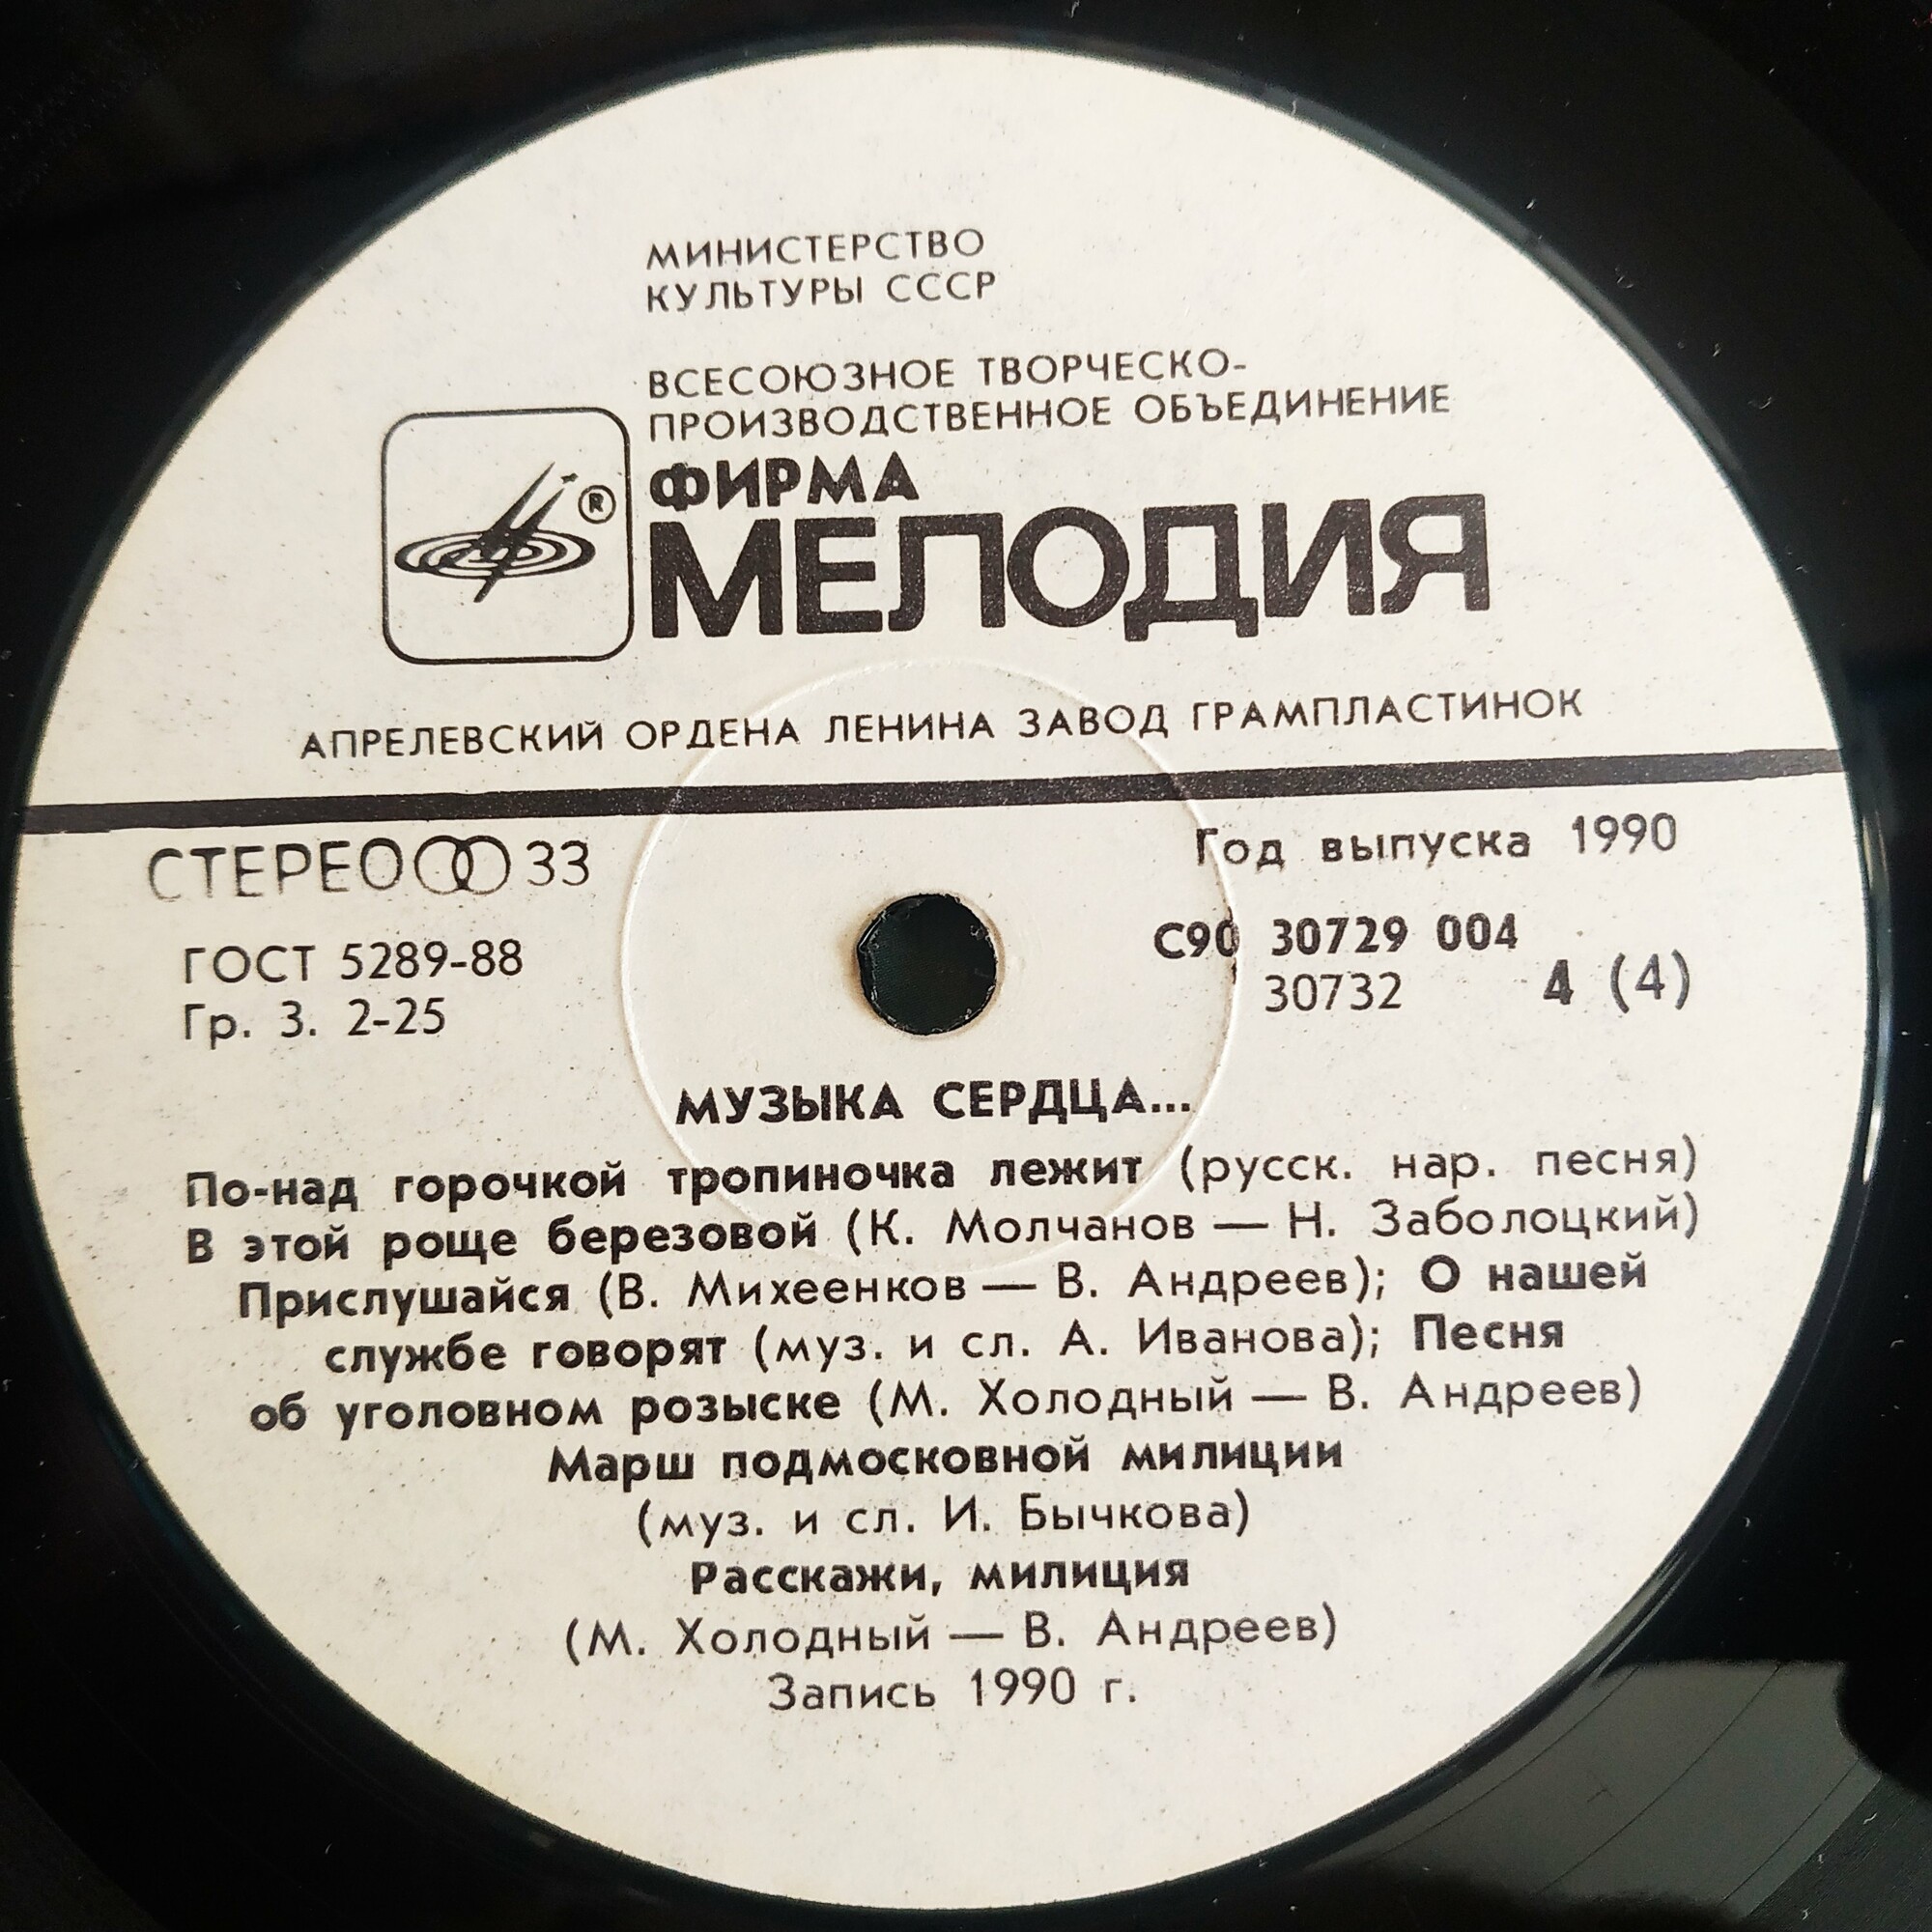 МИНИСТЕРСТВО
КУЛЬТУРЫ СССР
ВСЕСОЮЗНОЕ ТВОРЧЕСКО-
ПРОИЗВОДСТВЕННОЕ ОБЪЕДИНЕНИЕ
ФИРМА
®
МЕЛОДИЯ
АПРЕЛЕВСКИЙ ОРДЕНА ЛЕНИНА ЗАВОД ГРАМПЛАСТИНОК
СТЕРЕО 33
Год выпуска 1990
ГОСТ 5289-88
Гр. 3. 2-25
С90 30729 004
30732 4 (4)
МУЗЫКА СЕРДЦА...
По-над горочкой тропиночка лежит (русск. нар. песня)
В этой роще березовой (К. Молчанов — Н. Заболоцкий)
Прислушайся (В. Михеенков — В. Андреев); О нашей
службе говорят (муз. и сл. А. Иванова); Песня
об уголовном розыске (М. Холодный — В. Андреев)
Марш подмосковной милиции
(муз. и сл. И. Бычкова)
Расскажи, милиция
(М. Холодный — В. Андреев)
Запись 1990 г.